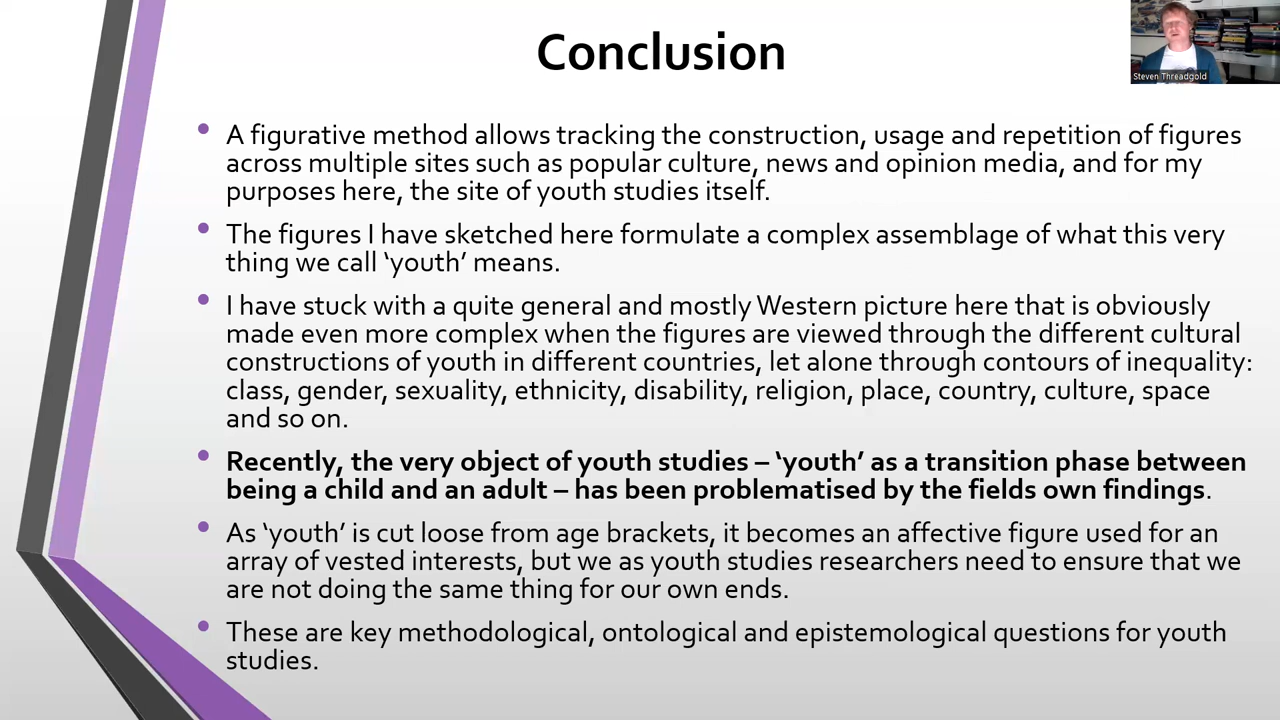 Conclusion
Steven Threadgold
• A figurative method allows tracking the construction, usage and repetition of figures
across multiple sites such as popular culture, news and opinion media, and for my
purposes here, the site of youth studies itself.
• The figures I have sketched here formulate a complex assemblage of what this very
thing we call ‘youth’ means.
• I have stuck with a quite general and mostly Western picture here that is obviously
made even more complex when the figures are viewed through the different cultural
constructions of youth in different countries, let alone through contours of inequality:
class, gender, sexuality, ethnicity, disability, religion, place, country, culture, space
and so on.
• Recently, the very object of youth studies – ‘youth’ as a transition phase between
being a child and an adult – has been problematised by the fields own findings.
• As ‘youth’ is cut loose from age brackets, it becomes an affective figure used for an
array of vested interests, but we as youth studies researchers need to ensure that we
are not doing the same thing for our own ends.
• These are key methodological, ontological and epistemological questions for youth
studies.